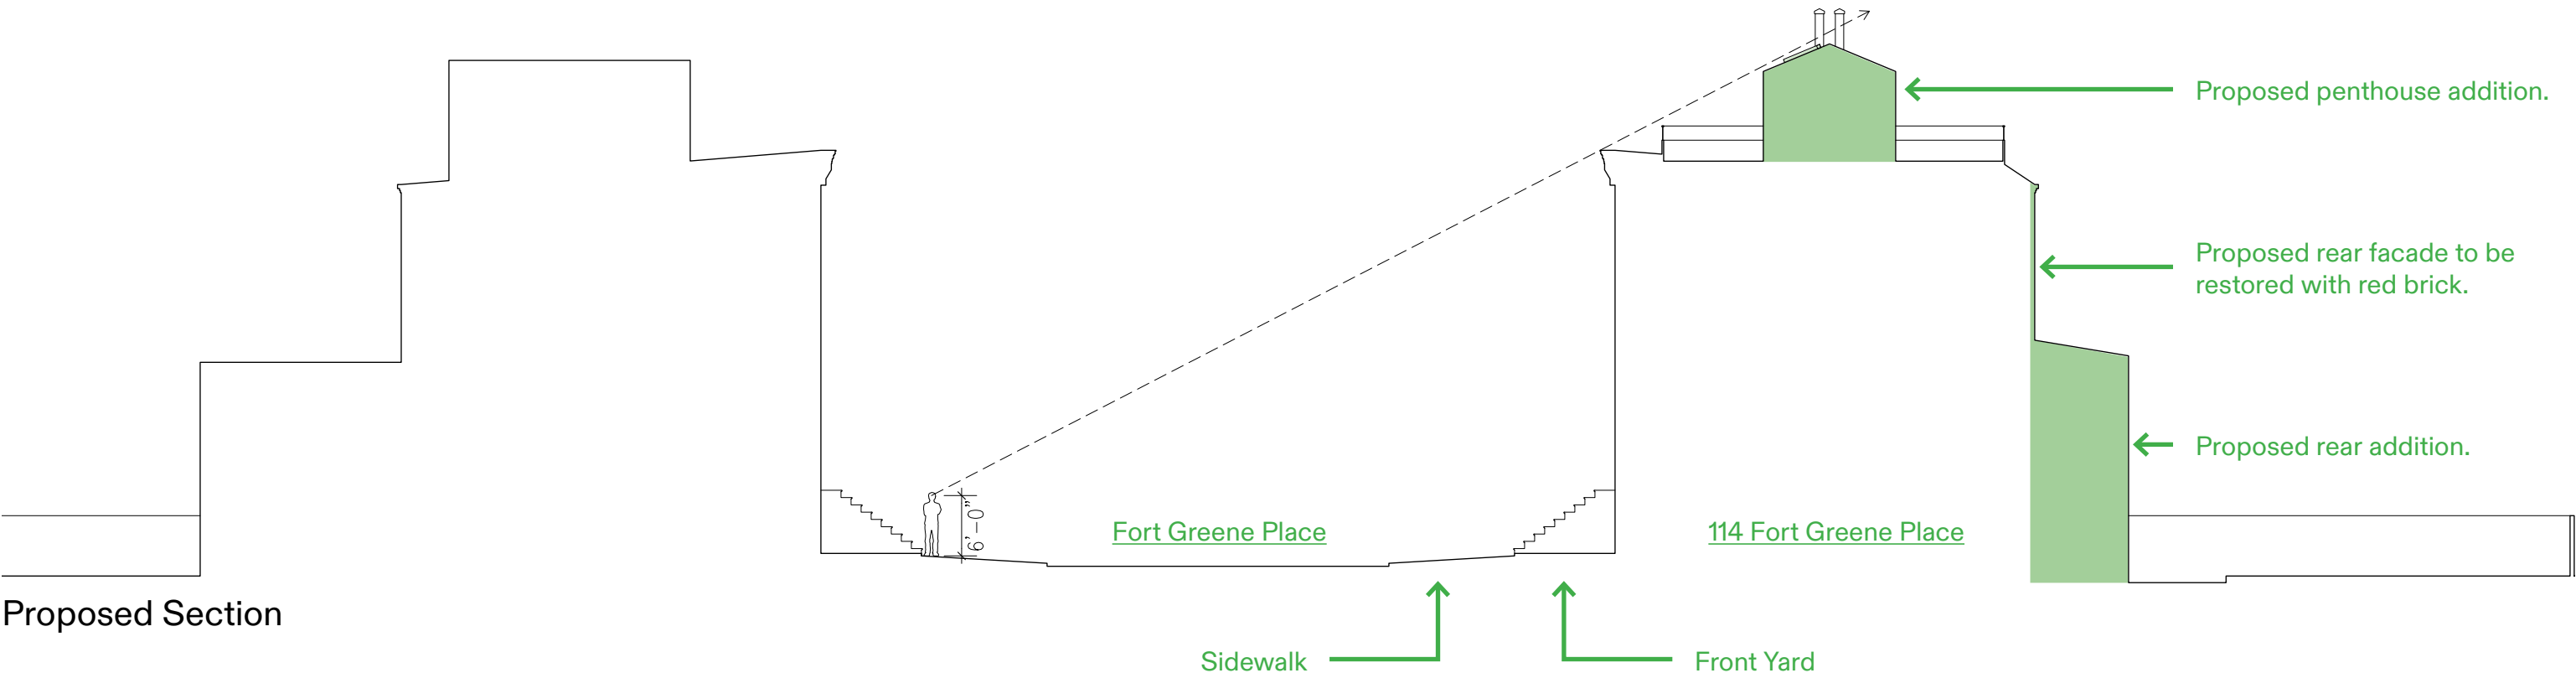 Proposed penthouse addition.
Proposed rear facade to be
restored with red brick.
Proposed rear addition.
6'-0"
Fort Greene Place
114 Fort Greene Place
Proposed Section
Sidewalk
Front Yard